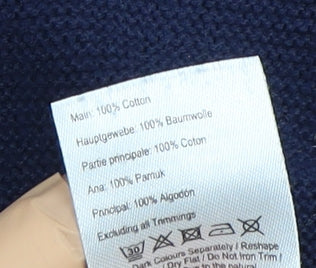 Main: 100% Cotton
Hauptgewebe: 100% Baumwolle
Partie principale: 100% Coton
Ana: 100% Pamuk
Principal: 100% Algodón
Excluding all Trimmings
30
Dark Colours Separately / Reshape
/ Dry Flat / Do Not Iron Trim /